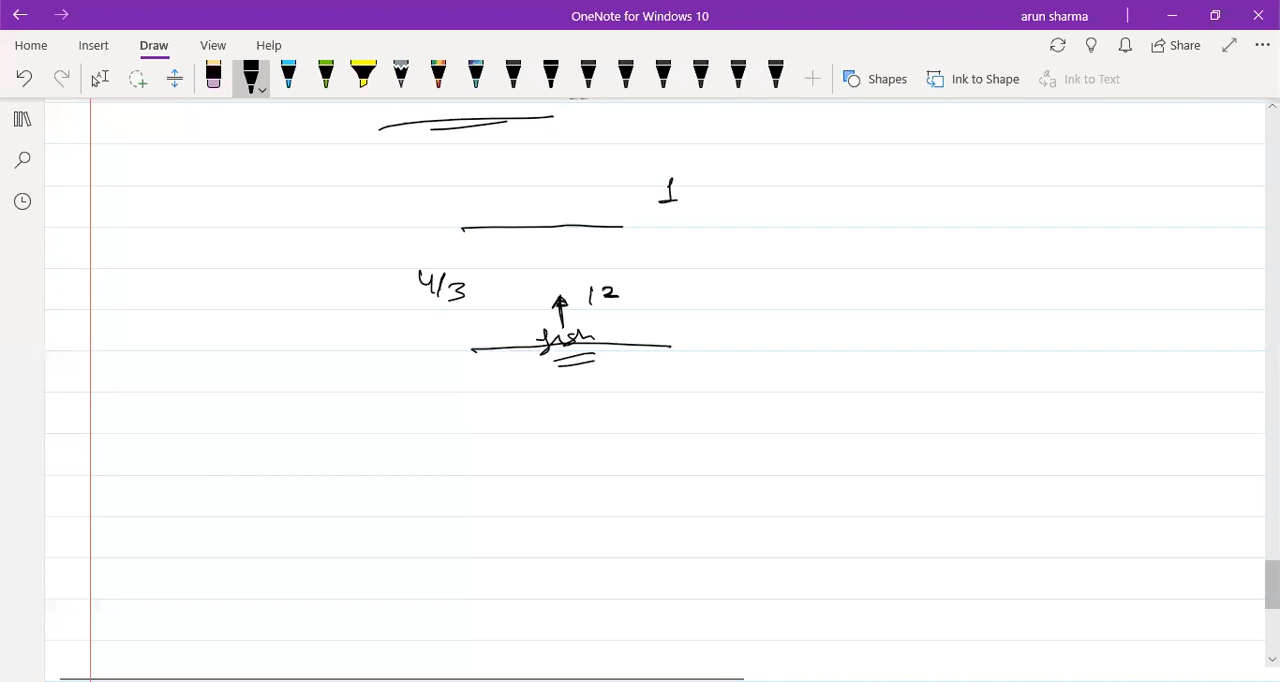 OneNote for Windows 10
arun sharma
Home Insert Draw View Help
Share
Shapes
Ink to Shape
Ink to Text
1
4/3
12
fish